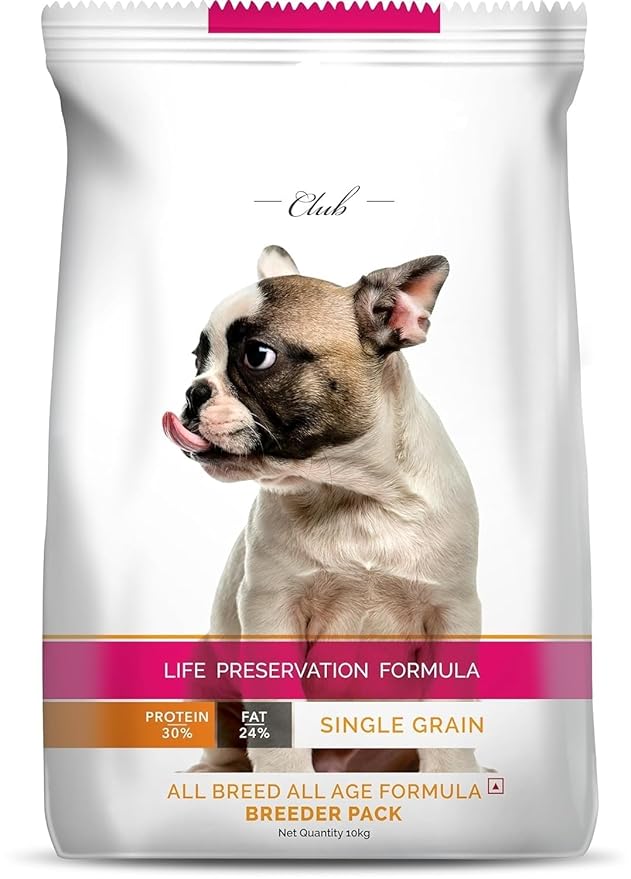 Club
LIFE PRESERVATION FORMULA
PROTEIN
30%
FAT
24%
SINGLE GRAIN
ALL BREED ALL AGE FORMULA
BREEDER PACK
Net Quantity 10kg